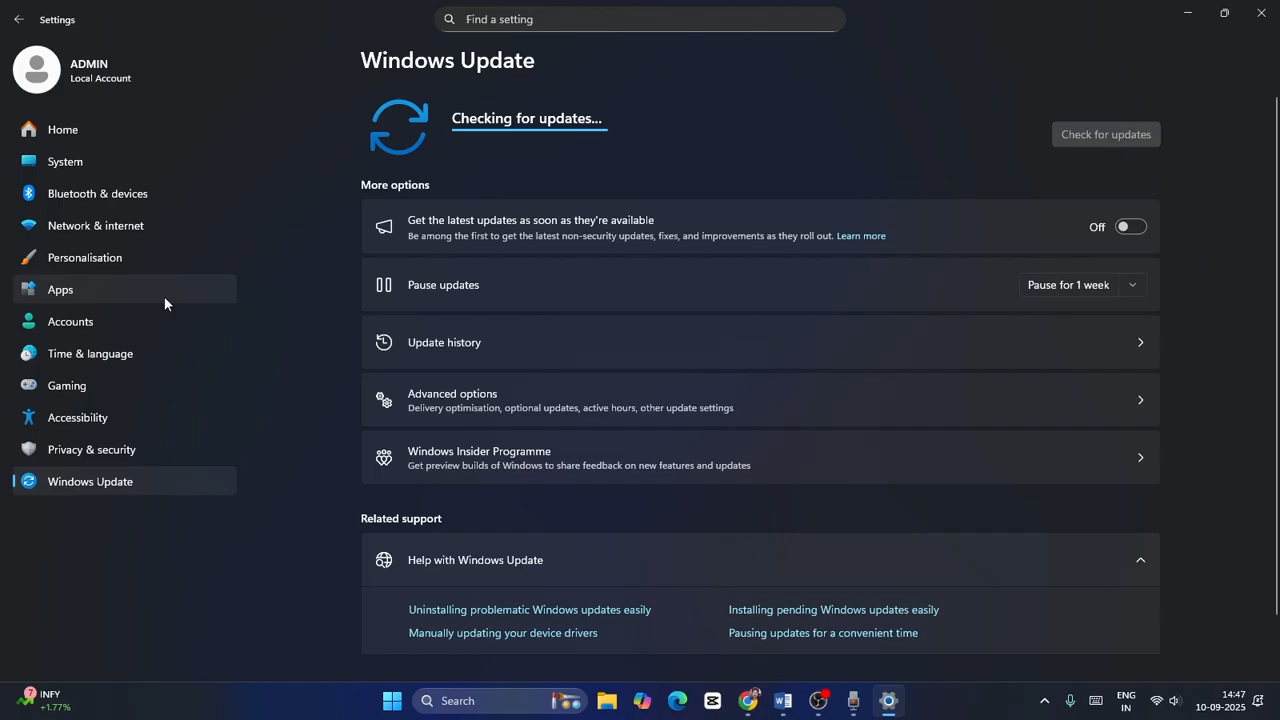 Settings
Find a setting
ADMIN
Local Account
Home
System
Bluetooth & devices
Network & internet
Personalisation
Apps
Accounts
Time & language
Gaming
Accessibility
Privacy & security
Windows Update
Windows Update
Checking for updates...
Check for updates
More options
Get the latest updates as soon as they're available
Be among the first to get the latest non-security updates, fixes, and improvements as they roll out. Learn more
Off
Pause updates
Pause for 1 week
Update history
Advanced options
Delivery optimisation, optional updates, active hours, other update settings
Windows Insider Programme
Get preview builds of Windows to share feedback on new features and updates
Related support
Help with Windows Update
Uninstalling problematic Windows updates easily
Installing pending Windows updates easily
Manually updating your device drivers
Pausing updates for a convenient time
7
INFY
+1.77%
Search
ENG
IN
14:47
10-09-2025